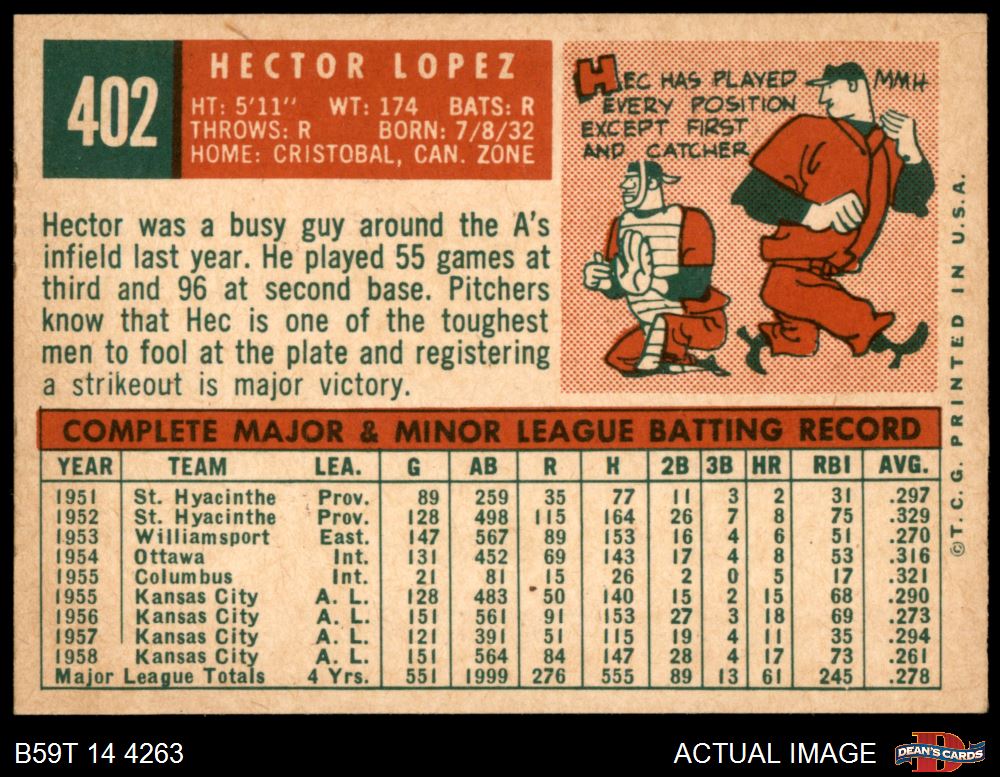 402
HECTOR LOPEZ
HT: 5'11" WT: 174 BATS: R
THROWS: R BORN: 7/8/32
HOME: CRISTOBAL, CAN. ZONE
HEC HAS PLAYED
EVERY POSITION
EXCEPT FIRST
AND CATCHER
MMH
Hector was a busy guy around the A's
infield last year. He played 55 games at
third and 96 at second base. Pitchers
know that Hec is one of the toughest
men to fool at the plate and registering
a strikeout is major victory.
COMPLETE MAJOR & MINOR LEAGUE BATTING RECORD
YEAR TEAM LEA. G AB R H 2B 3B HR RBI AVG.
1951 St. Hyacinthe Prov. 89 259 35 77 11 3 2 31 .297
1952 St. Hyacinthe Prov. 128 498 115 164 26 7 8 75 .329
1953 Williamsport East. 147 567 89 153 16 4 6 51 .270
1954 Ottawa Int. 131 452 69 143 17 4 8 53 .316
1955 Columbus Int. 21 81 15 26 2 0 5 17 .321
1955 Kansas City A. L. 128 483 50 140 15 2 15 68 .290
1956 Kansas City A. L. 151 561 91 153 27 3 18 69 .273
1957 Kansas City A. L. 121 391 51 115 19 4 11 35 .294
1958 Kansas City A. L. 151 564 84 147 28 4 17 73 .261
Major League Totals 4 Yrs. 551 1999 276 555 89 13 61 245 .278
©T.C.G. PRINTED IN U.S.A.
B59T 14 4263
ACTUAL IMAGE
DEAN'S CARDS